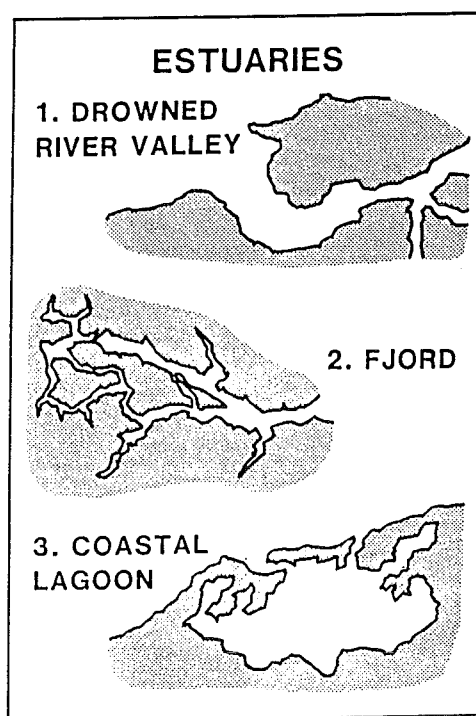 ESTUARIES
1. DROWNED
RIVER VALLEY
2. FJORD
3. COASTAL
LAGOON